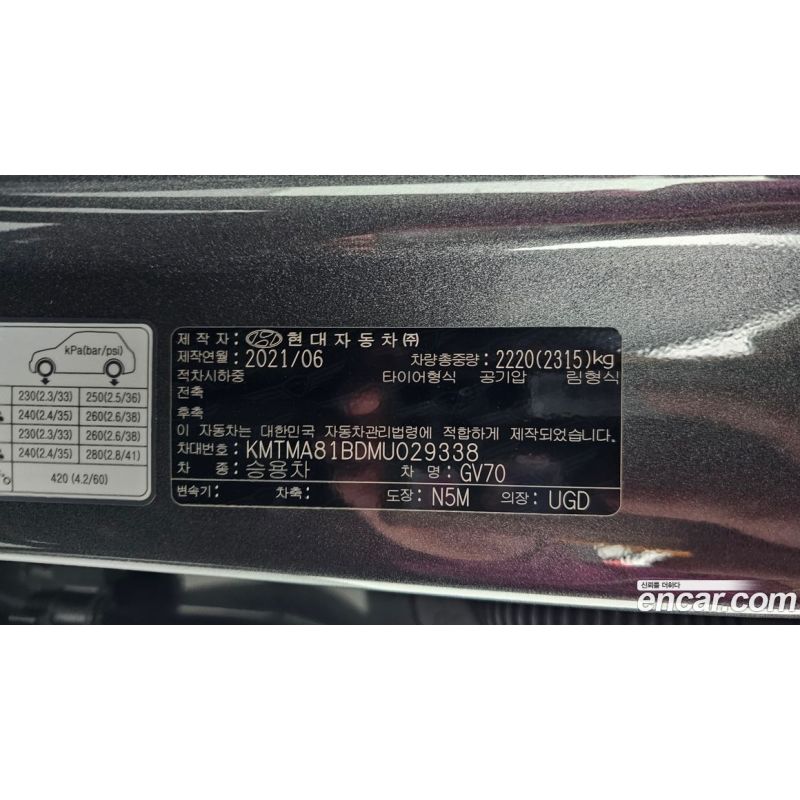 kPa(bar/psi)
230(2.3/33) 250(2.5/36)
240(2.4/35) 260(2.6/38)
230(2.3/33) 260(2.6/38)
240(2.4/35) 280(2.8/41)
420 (4.2/60)
제 작 자 : 현대자동차㈜
제작연월 : 2021/06 차량총중량 : 2220(2315)kg
적차시하중 타이어형식 공기압 림형식
전축
후축
이 자동차는 대한민국 자동차관리법령에 적합하게 제작되었습니다.
차대번호 : KMTMA81BDMU029338
차 종 : 승용차 차 명 : GV70
변속기 : 차축 : 도장 : N5M 의장 : UGD
신뢰를 더하다
encar.com